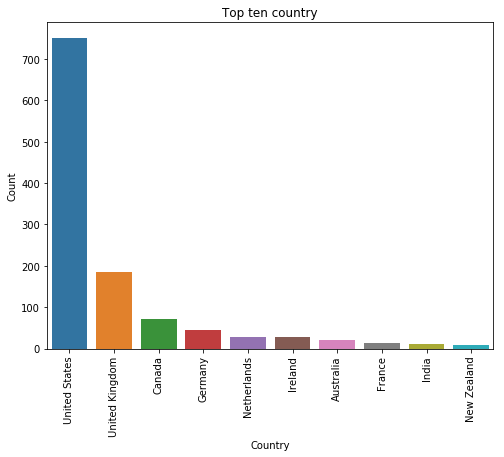 Top ten country
Count
700
600
500
400
300
200
100
0
United States
United Kingdom
Canada
Germany
Netherlands
Ireland
Australia
France
India
New Zealand
Country